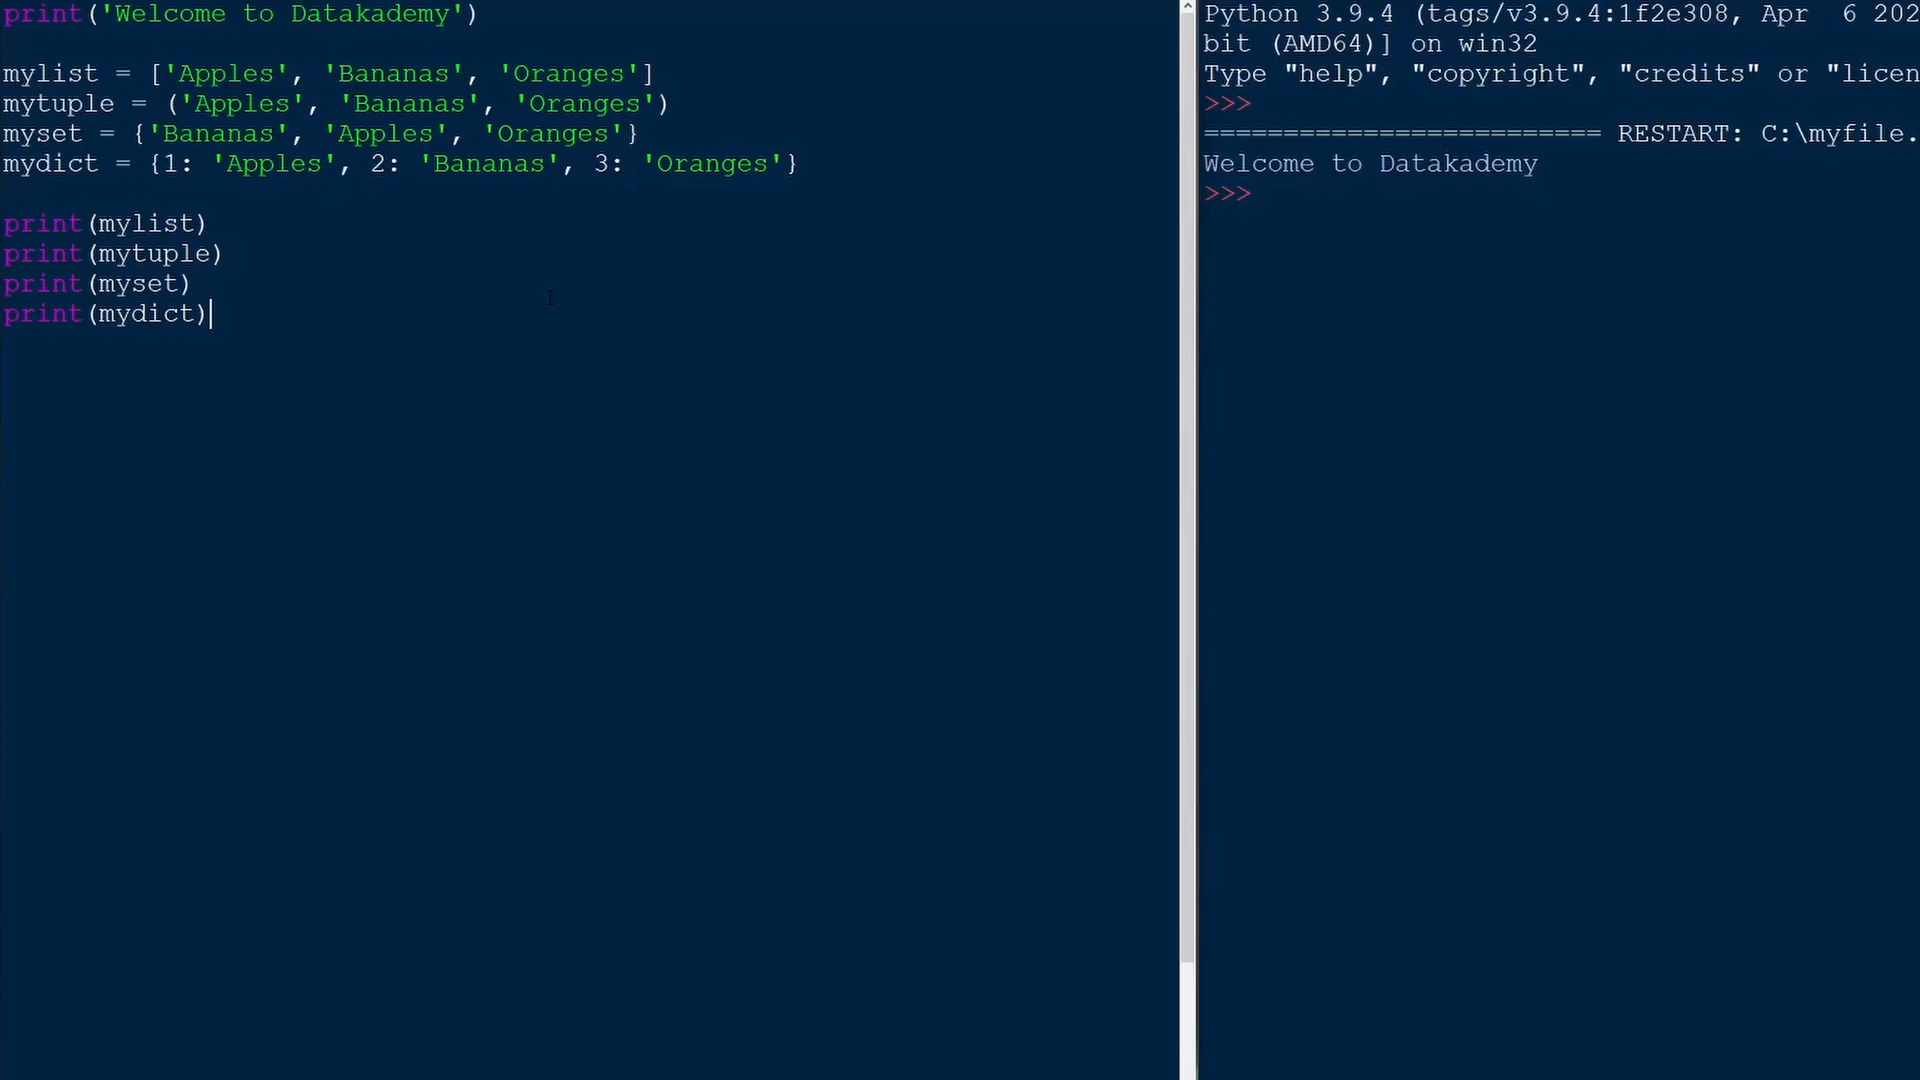 print('Welcome to Datakademy')
mylist = ['Apples', 'Bananas', 'Oranges']
mytuple = ('Apples', 'Bananas', 'Oranges')
myset = {'Bananas', 'Apples', 'Oranges'}
mydict = {1: 'Apples', 2: 'Bananas', 3: 'Oranges'}
print(mylist)
print(mytuple)
print(myset)
print(mydict)
Python 3.9.4 (tags/v3.9.4:1f2e308, Apr  6 202
bit (AMD64)] on win32
Type "help", "copyright", "credits" or "licen
>>>
========================= RESTART: C:\myfile.
Welcome to Datakademy
>>>